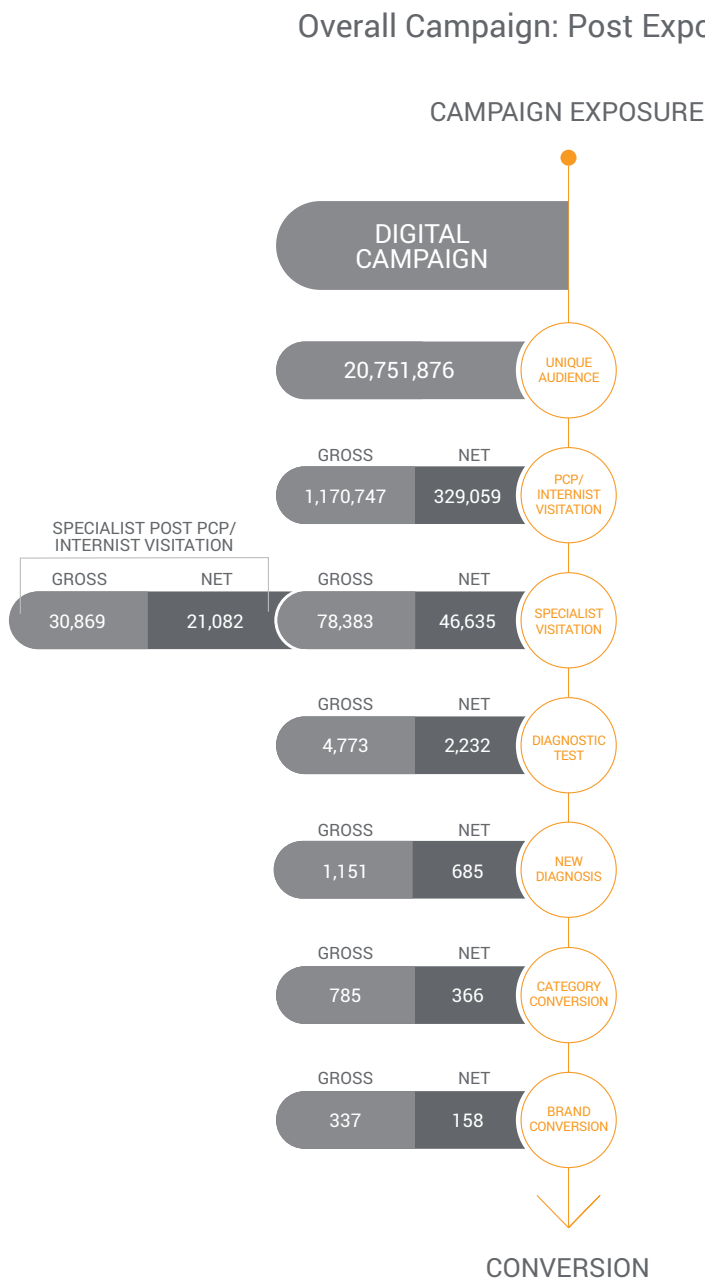 Overall Campaign: Post Expo
CAMPAIGN EXPOSURE
DIGITAL
CAMPAIGN
20,751,876
UNIQUE
AUDIENCE
GROSS NET
1,170,747 329,059
PCP/
INTERNIST
VISITATION
SPECIALIST POST PCP/
INTERNIST VISITATION
GROSS NET GROSS NET
30,869 21,082 78,383 46,635
SPECIALIST
VISITATION
GROSS NET
4,773 2,232
DIAGNOSTIC
TEST
GROSS NET
1,151 685
NEW
DIAGNOSIS
GROSS NET
785 366
CATEGORY
CONVERSION
GROSS NET
337 158
BRAND
CONVERSION
CONVERSION